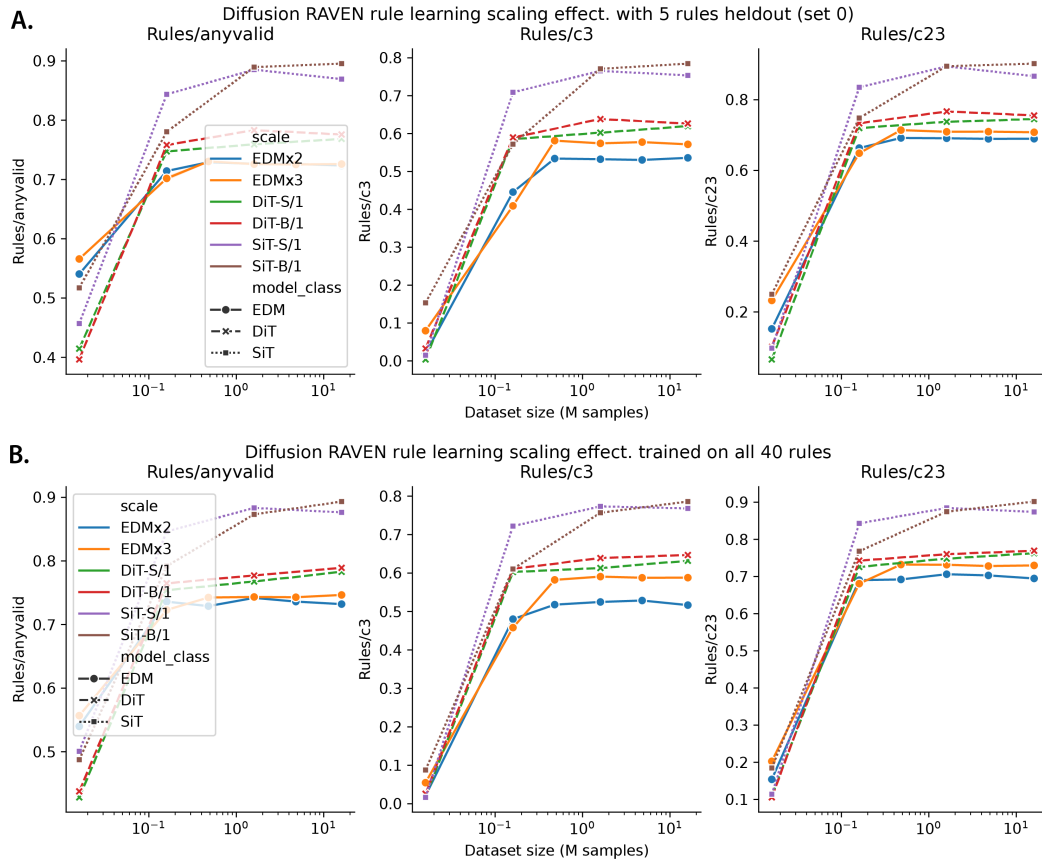 A.
Diffusion RAVEN rule learning scaling effect. with 5 rules heldout (set 0)
Rules/anyvalid
Rules/c3
Rules/c23
Rules/anyvalid
0.9
0.8
0.7
0.6
0.5
0.4
10⁻¹
10⁰
10¹
scale
EDMx2
EDMx3
DiT-S/1
DiT-B/1
SiT-S/1
SiT-B/1
model_class
EDM
DiT
SiT
Rules/c3
0.8
0.7
0.6
0.5
0.4
0.3
0.2
0.1
0.0
10⁻¹
10⁰
10¹
Dataset size (M samples)
Rules/c23
0.8
0.6
0.4
0.2
10⁻¹
10⁰
10¹
B.
Diffusion RAVEN rule learning scaling effect. trained on all 40 rules
Rules/anyvalid
Rules/c3
Rules/c23
Rules/anyvalid
0.9
0.8
0.7
0.6
0.5
10⁻¹
10⁰
10¹
scale
EDMx2
EDMx3
DiT-S/1
DiT-B/1
SiT-S/1
SiT-B/1
model_class
EDM
DiT
SiT
Rules/c3
0.8
0.7
0.6
0.5
0.4
0.3
0.2
0.1
0.0
10⁻¹
10⁰
10¹
Dataset size (M samples)
Rules/c23
0.9
0.8
0.7
0.6
0.5
0.4
0.3
0.2
0.1
10⁻¹
10⁰
10¹